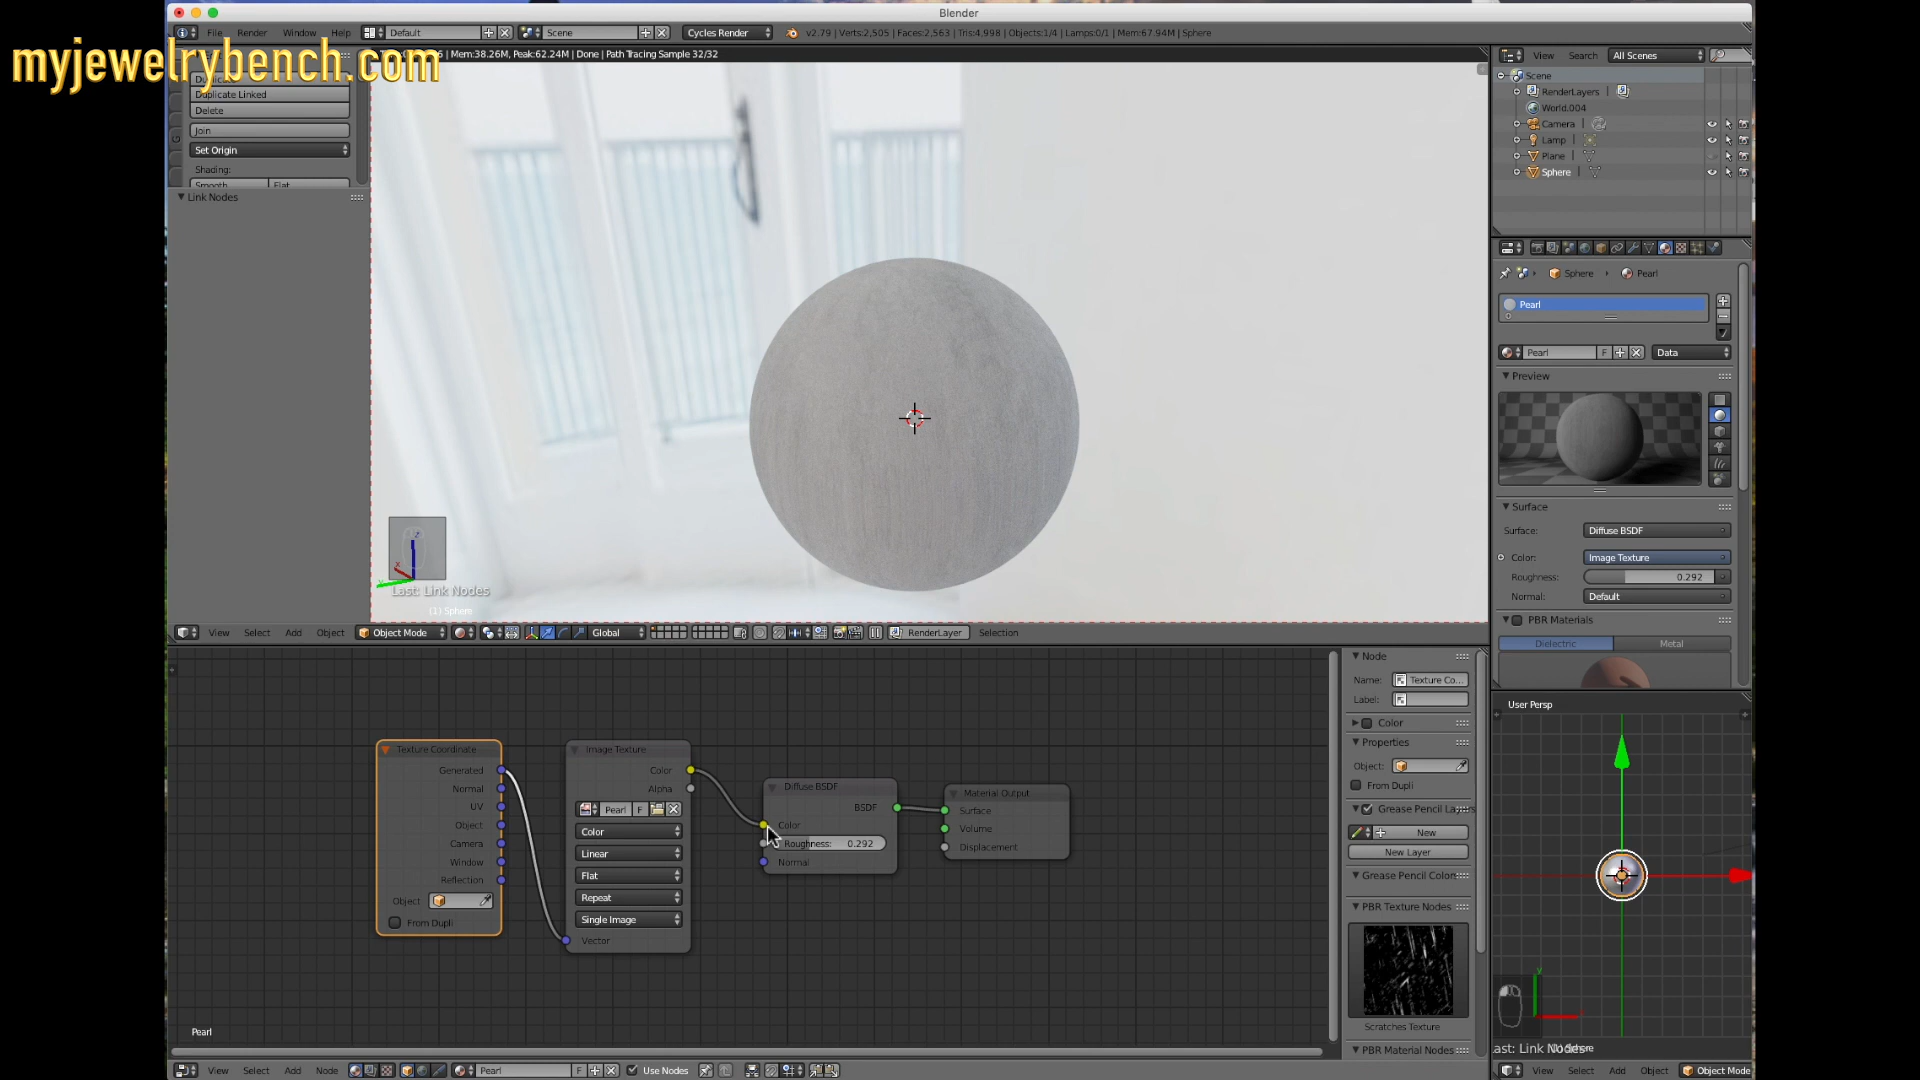 Blender
File Render Window Help Default Scene Cycles Render v2.79 | Verts:2,505 | Faces:2,563 | Tris:4,998 | Objects:1/4 | Lamps:0/1 | Mem:67.94M | Sphere
myjewelrybench.com
| Mem:38.26M, Peak:62.24M | Done | Path Tracing Sample 32/32
Duplicate Linked
Delete
Join
Set Origin
Shading:
Smooth Flat
Link Nodes
Last: Link Nodes
(1) Sphere
View Select Add Object Object Mode Global RenderLayer Selection
View Search All Scenes
Scene
RenderLayers |
World.004
Camera |
Lamp |
Plane |
Sphere |
Sphere Pearl
Pearl
Pearl F Data
Preview
Surface
Surface: Diffuse BSDF
Color: Image Texture
Roughness: 0.292
Normal: Default
PBR Materials
Dielectric Metal
Texture Coordinate
Generated
Normal
UV
Object
Camera
Window
Reflection
Object
From Dupli
Image Texture
Color
Alpha
Pearl F
Color
Linear
Flat
Repeat
Single Image
Vector
Diffuse BSDF
BSDF
Color
Roughness: 0.292
Normal
Material Output
Surface
Volume
Displacement
Pearl
Node
Name: Texture Co...
Label:
Color
Properties
Object:
From Dupli
Grease Pencil Layers
New
New Layer
Grease Pencil Colors
PBR Texture Nodes
Scratches Texture
PBR Material Nodes
User Persp
View Select Add Node Pearl F Use Nodes
View Select Add Object Object Mode